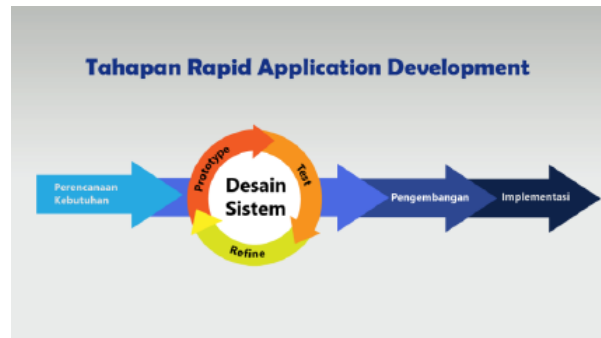 Tahapan Rapid Application Development
Perencanaan
Kebutuhan
Prototype
Desain
Sistem
Test
Refine
Pengembangan
Implementasi